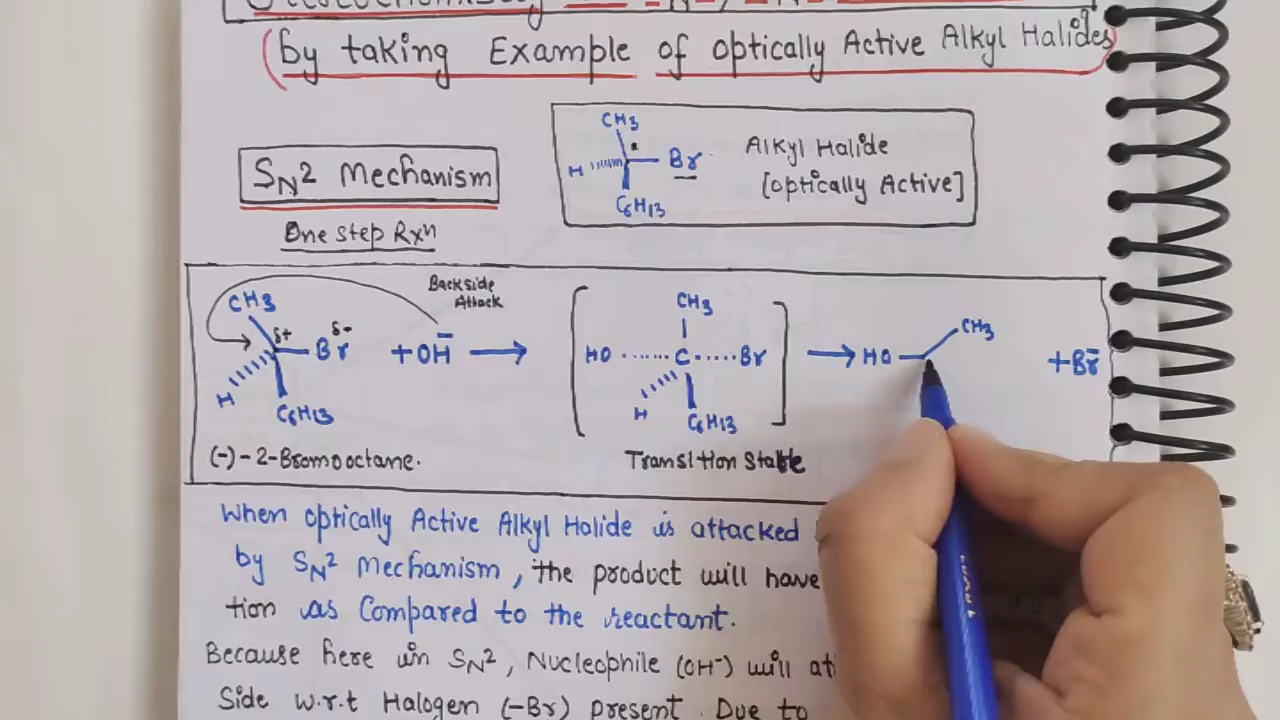 by taking Example of optically Active Alkyl Halides
CH3
H Br
C6H13
Alkyl Halide
[optically Active]
SN2 Mechanism
One step Rxn
Backside
Attack
CH3
δ+ δ-
Br
H
C6H13
+OH-
CH3
HO C Br
H
C6H13
HO CH3
+Br-
(-)-2-Bromooctane.
Transition State
When optically Active Alkyl Halide is attacked
by SN2 Mechanism, the product will have
tion as Compared to the reactant.
Because here in SN2, Nucleophile (OH-) will
Side w.r.t Halogen (-Br) present. Due to